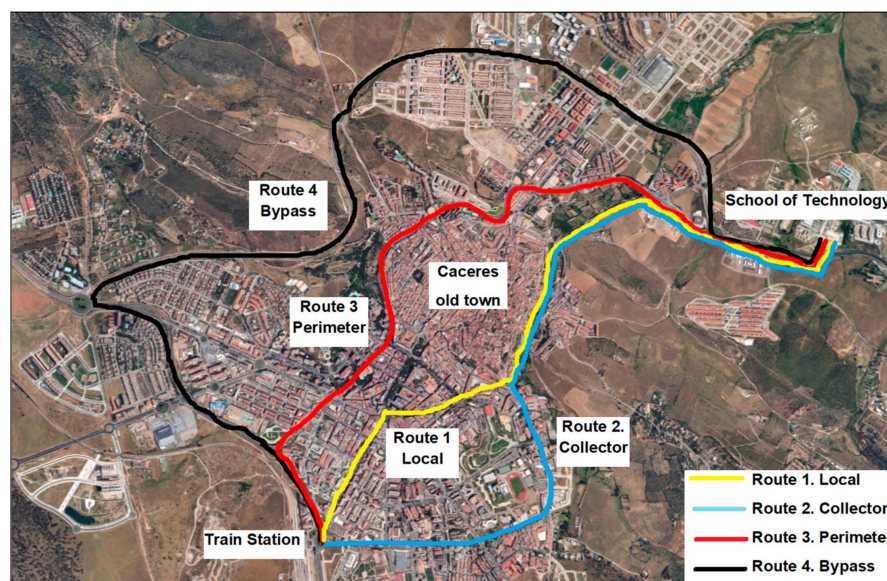 Route 4
Bypass
School of Technology
Caceres
old town
Route 3
Perimeter
Route 1
Local
Route 2.
Collector
Train Station
Route 1. Local
Route 2. Collector
Route 3. Perimeter
Route 4. Bypass